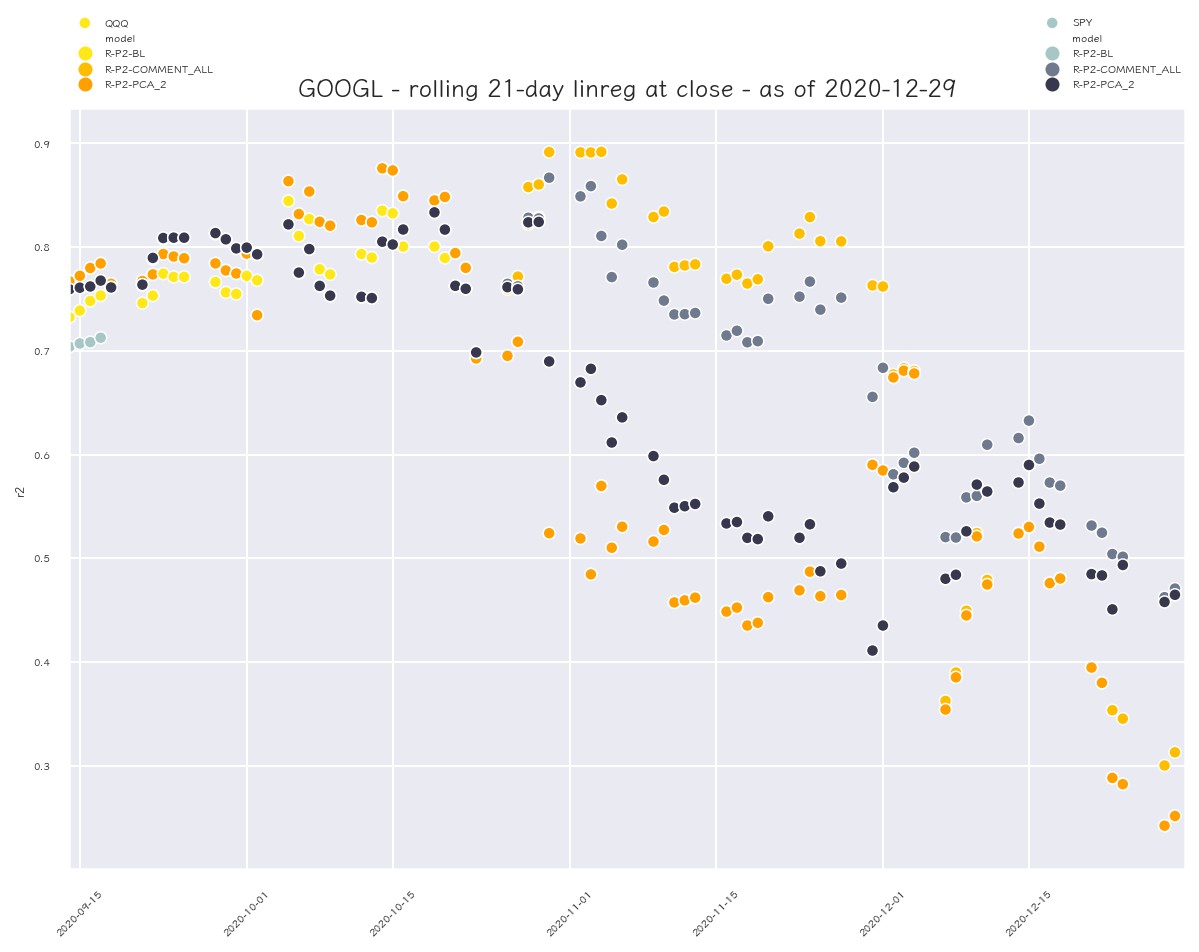 QQQ
model
R-P2-BL
R-P2-COMMENT_ALL
R-P2-PCA_2
SPY
model
R-P2-BL
R-P2-COMMENT_ALL
R-P2-PCA_2
GOOGL - rolling 21-day linreg at close - as of 2020-12-29
0.9
0.8
0.7
0.6
0.5
0.4
0.3
r2
2020-09-15
2020-10-01
2020-10-15
2020-11-01
2020-11-15
2020-12-01
2020-12-15